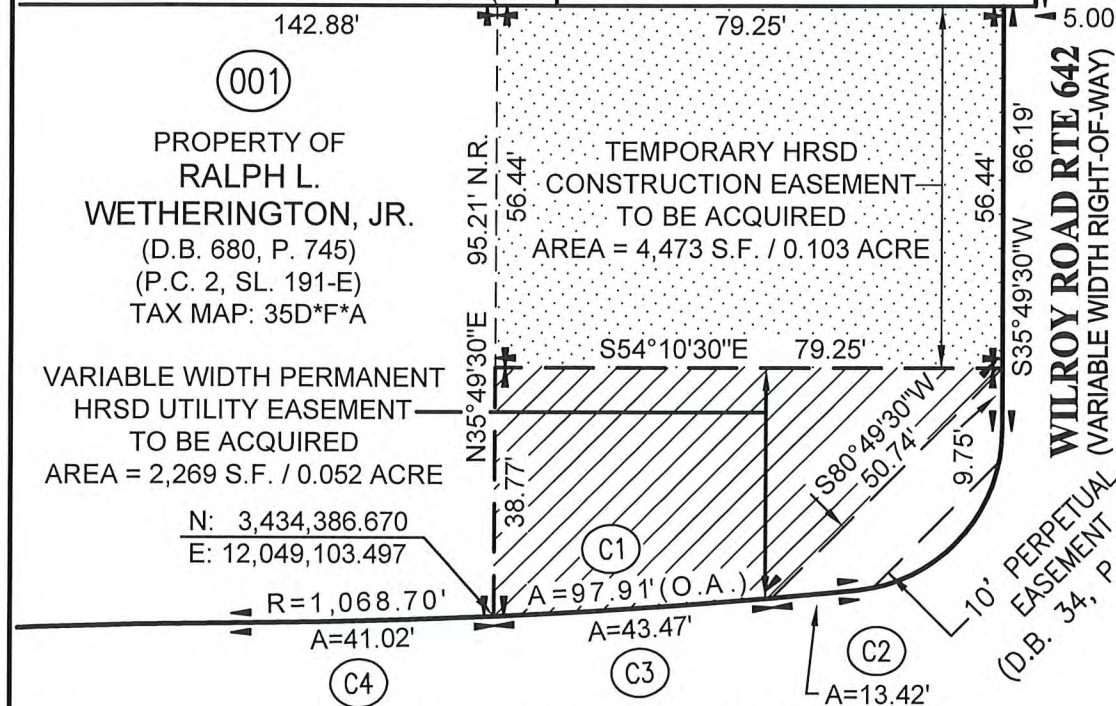 142.88'
79.25'
5.00
001
PROPERTY OF
RALPH L.
WETHERINGTON, JR.
(D.B. 680, P. 745)
(P.C. 2, SL. 191-E)
TAX MAP: 35D*F*A
N35°49'30"E 95.21' N.R.
56.44'
TEMPORARY HRSD
CONSTRUCTION EASEMENT
TO BE ACQUIRED
AREA = 4,473 S.F. / 0.103 ACRE
56.44'
S35°49'30"W 66.19'
WILROY ROAD RTE 642
(VARIABLE WIDTH RIGHT-OF-WAY)
S54°10'30"E 79.25'
VARIABLE WIDTH PERMANENT
HRSD UTILITY EASEMENT
TO BE ACQUIRED
AREA = 2,269 S.F. / 0.052 ACRE
38.77'
S80°49'30"W
50.74'
9.75'
N: 3,434,386.670
E: 12,049,103.497
C1
R=1,068.70'
A=97.91'(O.A.)
A=41.02'
A=43.47'
C4
C3
C2
A=13.42'
10' PERPETUAL
EASEMENT
(D.B. 34, P